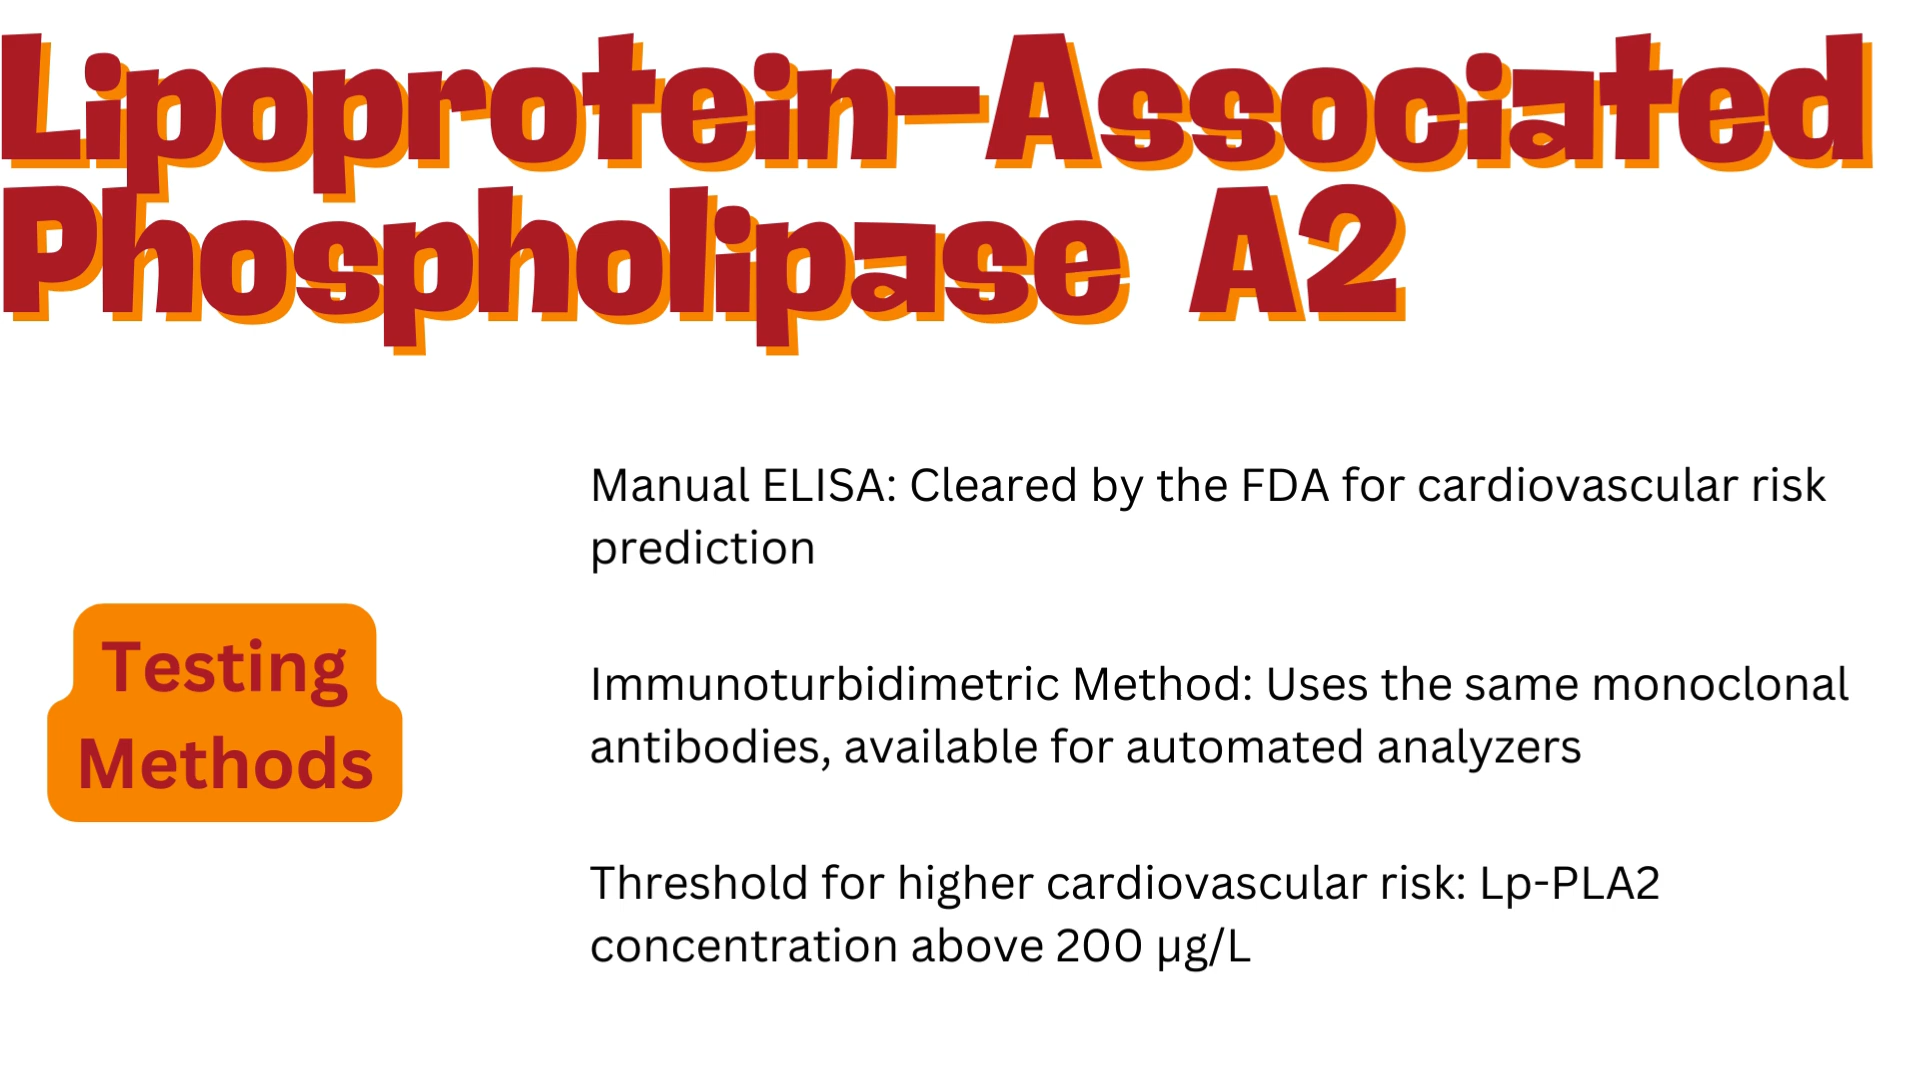 Lipoprotein-Associated
Phospholipase A2
Testing
Methods
Manual ELISA: Cleared by the FDA for cardiovascular risk
prediction
Immunoturbidimetric Method: Uses the same monoclonal
antibodies, available for automated analyzers
Threshold for higher cardiovascular risk: Lp-PLA2
concentration above 200 µg/L